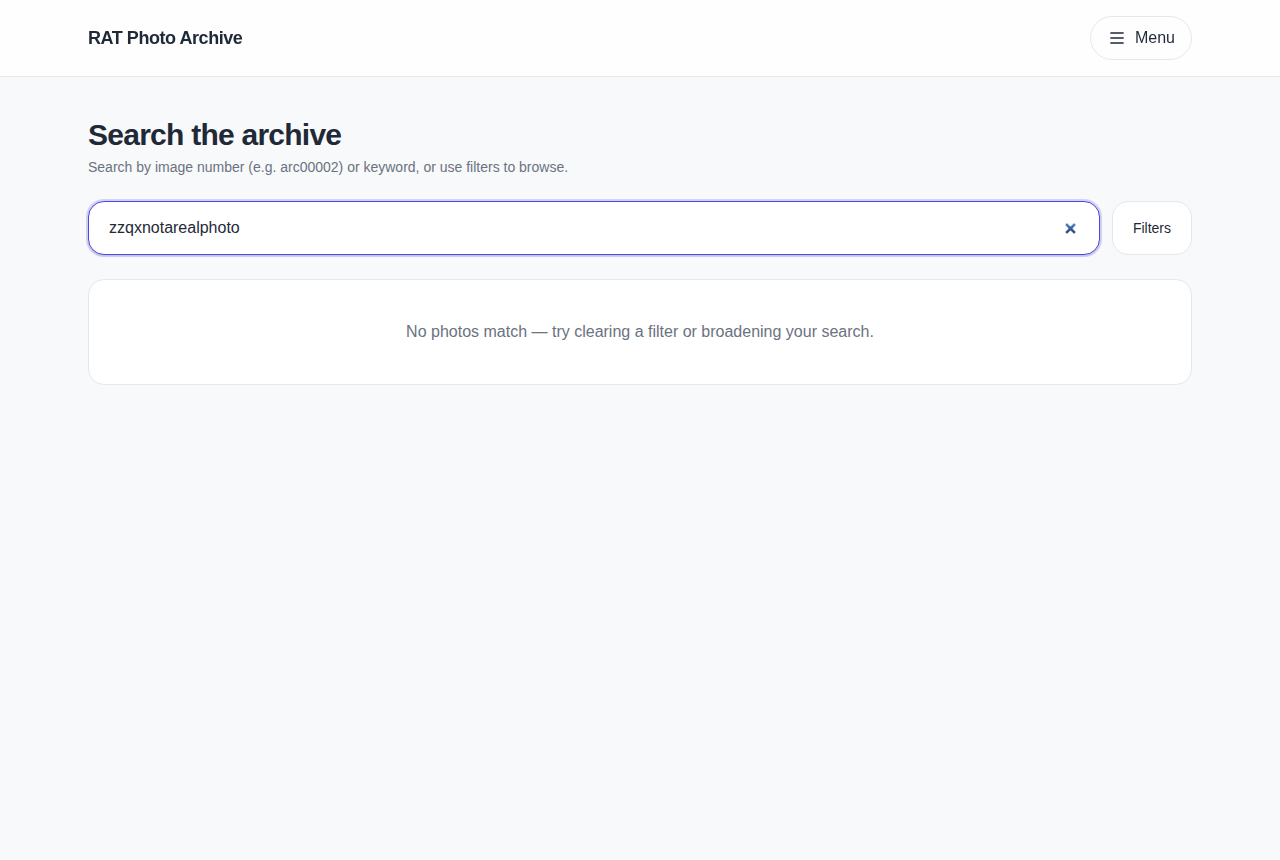 RAT Photo Archive
Menu
Search the archive
Search by image number (e.g. arc00002) or keyword, or use filters to browse.
zzqxnotarealphoto
Filters
No photos match — try clearing a filter or broadening your search.